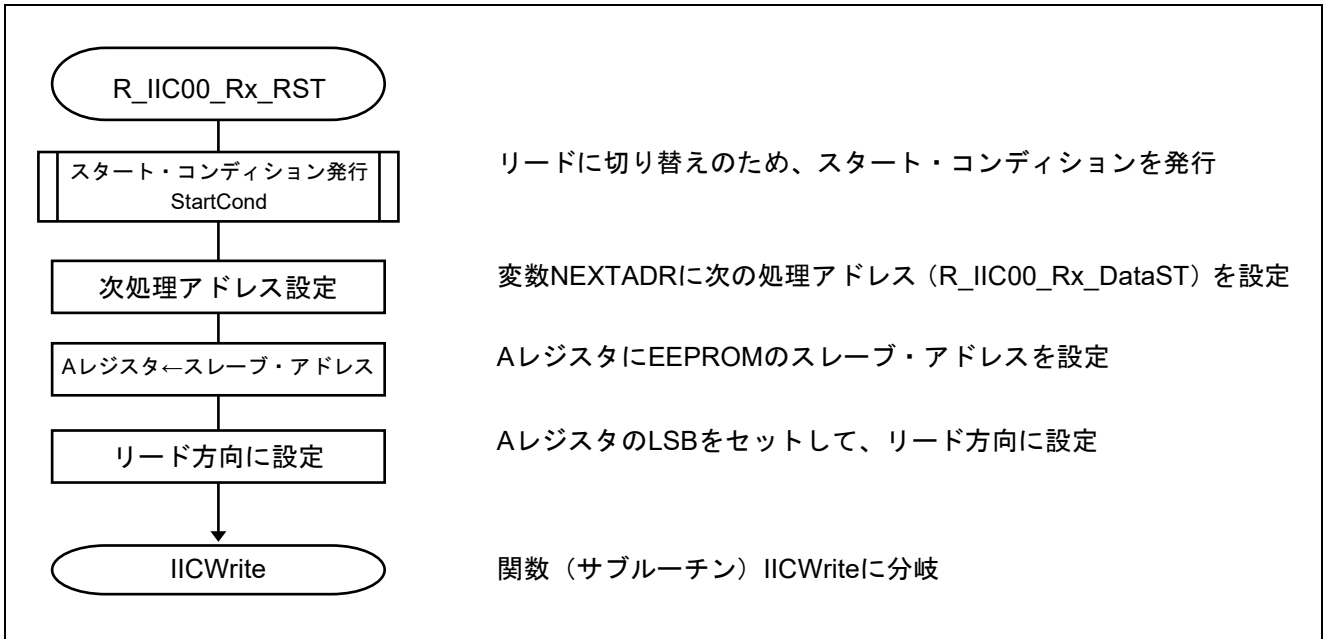 R_IIC00_Rx_RST
スタート・コンディション発行
StartCond
リードに切り替えのため、スタート・コンディションを発行
次処理アドレス設定
変数NEXTADRに次の処理アドレス（R_IIC00_Rx_DataST）を設定
Aレジスタ←スレーブ・アドレス
AレジスタにEEPROMのスレーブ・アドレスを設定
リード方向に設定
AレジスタのLSBをセットして、リード方向に設定
IICWrite
関数（サブルーチン）IICWriteに分岐